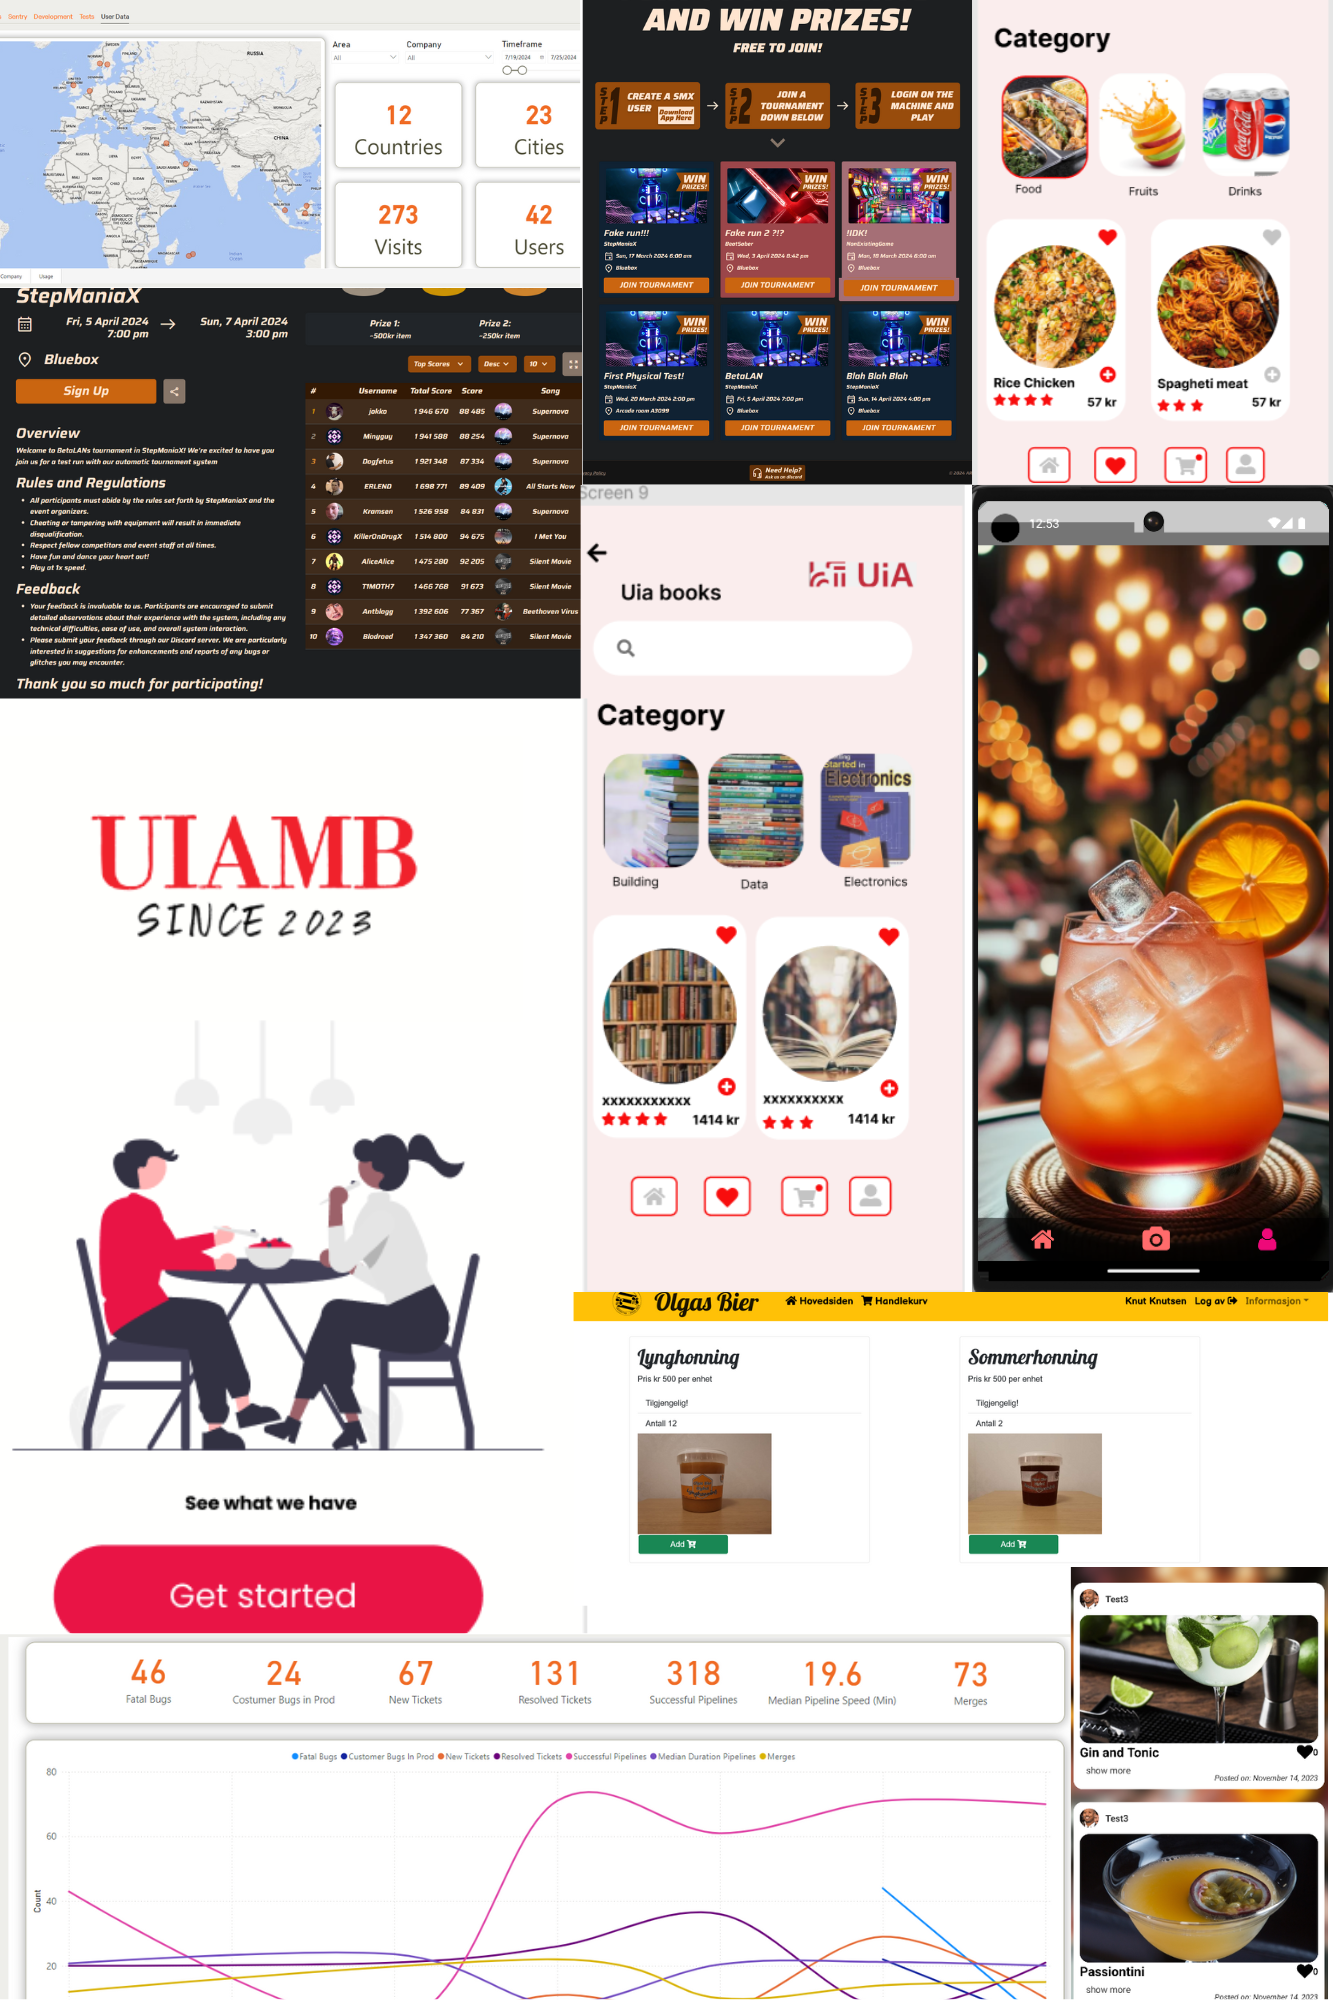 Sentry Development Tests User Data
Area
All
Company
All
Timeframe
7/19/2024 7/25/2024
RUSSIA
CHINA
12
Countries
23
Cities
273
Visits
42
Users
Company Usage
AND WIN PRIZES!
FREE TO JOIN!
STEP 1 CREATE A SMX USER Download App Here
STEP 2 JOIN A TOURNAMENT DOWN BELOW
STEP 3 LOGIN ON THE MACHINE AND PLAY
WIN PRIZES!
Fake run!!!
StepManiaX
Sun, 17 March 2024 6:00 am
Bluebox
JOIN TOURNAMENT
WIN PRIZES!
Fake run 2 ?!?
BeatSaber
Wed, 3 April 2024 6:42 pm
Bluebox
JOIN TOURNAMENT
WIN PRIZES!
!IDK!
NonExistingGame
Mon, 18 March 2024 6:00 am
Bluebox
JOIN TOURNAMENT
WIN PRIZES!
First Physical Test!
StepManiaX
Wed, 20 March 2024 2:00 pm
Arcade room A3099
JOIN TOURNAMENT
WIN PRIZES!
BetaLAN
StepManiaX
Fri, 5 April 2024 7:00 pm
Bluebox
JOIN TOURNAMENT
WIN PRIZES!
Blah Blah Blah
StepManiaX
Sun, 14 April 2024 4:00 pm
Bluebox
JOIN TOURNAMENT
Need Help?
Ask us on discord
Category
Food
Fruits
Drinks
Rice Chicken
57 kr
Spagheti meat
57 kr
StepManiaX
Fri, 5 April 2024
7:00 pm
Sun, 7 April 2024
3:00 pm
Bluebox
Sign Up
Overview
Welcome to BetaLANs tournament in StepManiaX! We're excited to have you
join us for a test run with our automatic tournament system
Rules and Regulations
All participants must abide by the rules set forth by StepManiaX and the
event organizers.
Cheating or tampering with equipment will result in immediate
disqualification.
Respect fellow competitors and event staff at all times.
Have fun and dance your heart out!
Play at 1x speed.
Feedback
Your feedback is invaluable to us. Participants are encouraged to submit
detailed observations about their experience with the system, including any
technical difficulties, ease of use, and overall system interaction.
Please submit your feedback through our Discord server. We are particularly
interested in suggestions for enhancements and reports of any bugs or
glitches you may encounter.
Thank you so much for participating!
Prize 1:
~500kr item
Prize 2:
~250kr item
Top Scores Desc 10
# Username Total Score Score Song
1 jakka 1 946 670 88 485 Supernova
2 Minyguy 1 941 588 88 254 Supernova
3 Dogfetus 1 921 348 87 334 Supernova
4 ERLEND 1 698 771 89 409 All Starts Now
5 Kramsen 1 526 958 84 831 Supernova
6 KillerOnDrugX 1 514 800 94 675 I Met You
7 AliceAlice 1 475 280 92 205 Silent Movie
8 T1MOTH7 1 466 768 91 673 Silent Movie
9 Antblogg 1 392 606 77 367 Beethoven Virus
10 Blodroed 1 347 360 84 210 Silent Movie
Screen 9
Uia books
UiA
Category
Started in
Electronics
Building
Data
Electronics
xxxxxxxxxxx
1414 kr
xxxxxxxxxx
1414 kr
12:53
UIAMB
SINCE 2023
See what we have
Get started
Olgas Bier Hovedsiden Handlekurv Knut Knutsen Log av Informasjon
Lynghonning
Pris kr 500 per enhet
Tilgjengelig!
Antall 12
Add
Sommerhonning
Pris kr 500 per enhet
Tilgjengelig!
Antall 2
Add
46
Fatal Bugs
24
Costumer Bugs in Prod
67
New Tickets
131
Resolved Tickets
318
Successful Pipelines
19.6
Median Pipeline Speed (Min)
73
Merges
Fatal Bugs Customer Bugs In Prod New Tickets Resolved Tickets Successful Pipelines Median Duration Pipelines Merges
80
60
40
20
Count
Test3
Gin and Tonic
0
show more
Posted on: November 14, 2023
Test3
Passiontini
0
show more
Posted on: November 14, 2023